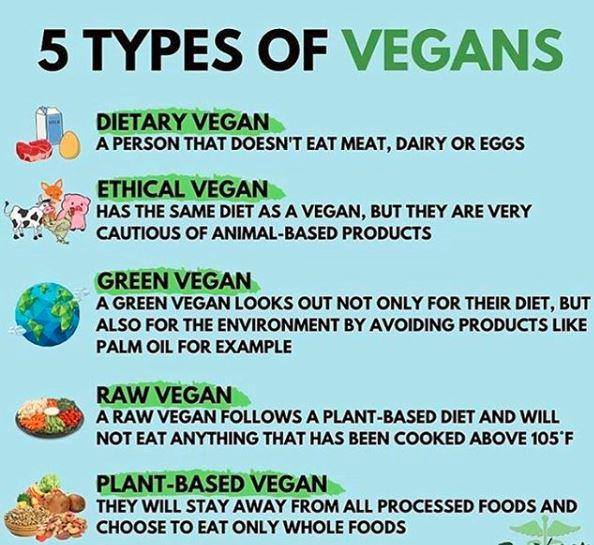 5 TYPES OF VEGANS
DIETARY VEGAN
A PERSON THAT DOESN'T EAT MEAT, DAIRY OR EGGS
ETHICAL VEGAN
HAS THE SAME DIET AS A VEGAN, BUT THEY ARE VERY
CAUTIOUS OF ANIMAL-BASED PRODUCTS
GREEN VEGAN
A GREEN VEGAN LOOKS OUT NOT ONLY FOR THEIR DIET, BUT
ALSO FOR THE ENVIRONMENT BY AVOIDING PRODUCTS LIKE
PALM OIL FOR EXAMPLE
RAW VEGAN
A RAW VEGAN FOLLOWS A PLANT-BASED DIET AND WILL
NOT EAT ANYTHING THAT HAS BEEN COOKED ABOVE 105°F
PLANT-BASED VEGAN
THEY WILL STAY AWAY FROM ALL PROCESSED FOODS AND
CHOOSE TO EAT ONLY WHOLE FOODS